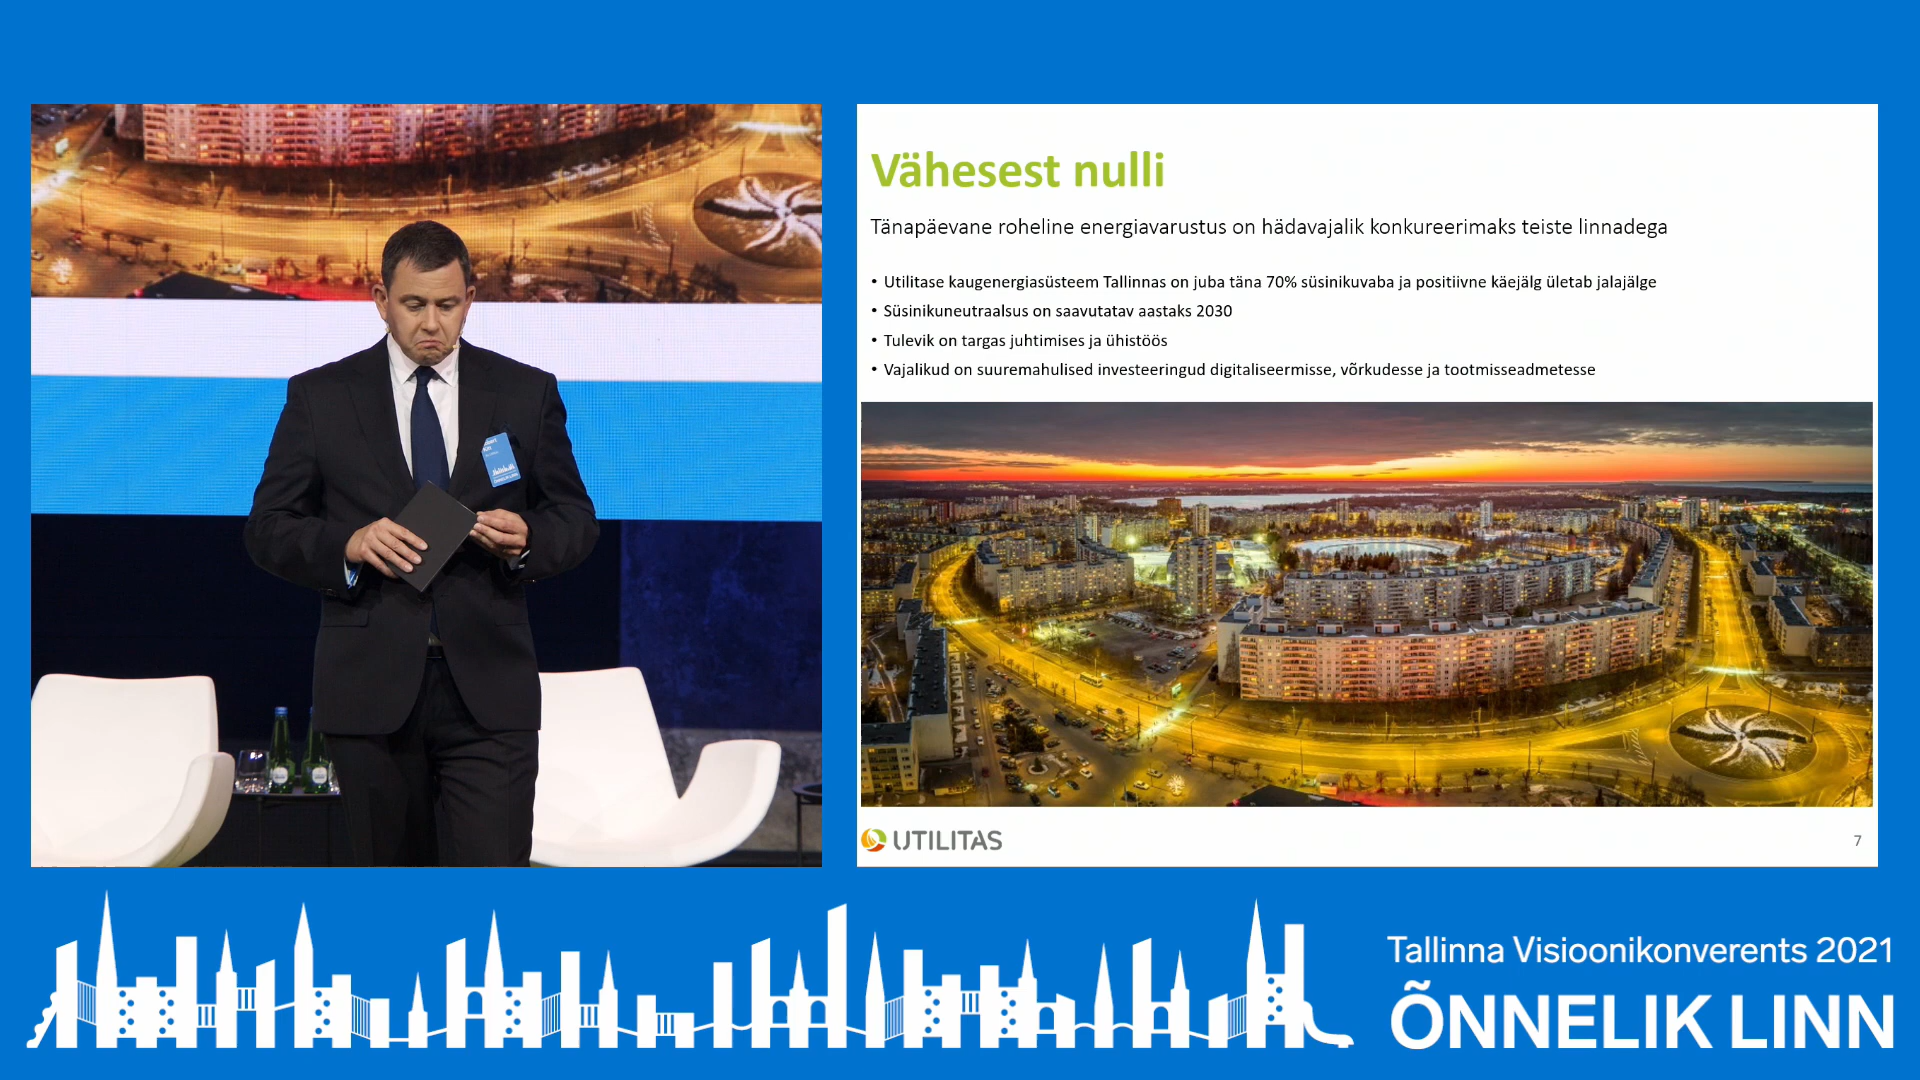 Vähesest nulli
Tänapäevane roheline energiavarustus on hädavajalik konkureerimaks teiste linnadega
• Utilitase kaugenergiasüsteem Tallinnas on juba täna 70% süsinikuvaba ja positiivne käejälg ületab jalajälge
• Süsinikuneutraalsus on saavutatav aastaks 2030
• Tulevik on targas juhtimises ja ühistöös
• Vajalikud on suuremahulised investeeringud digitaliseermisse, võrkudesse ja tootmisseadmetesse
UTILITAS
7
Tallinna Visioonikonverents 2021
ÕNNELIK LINN